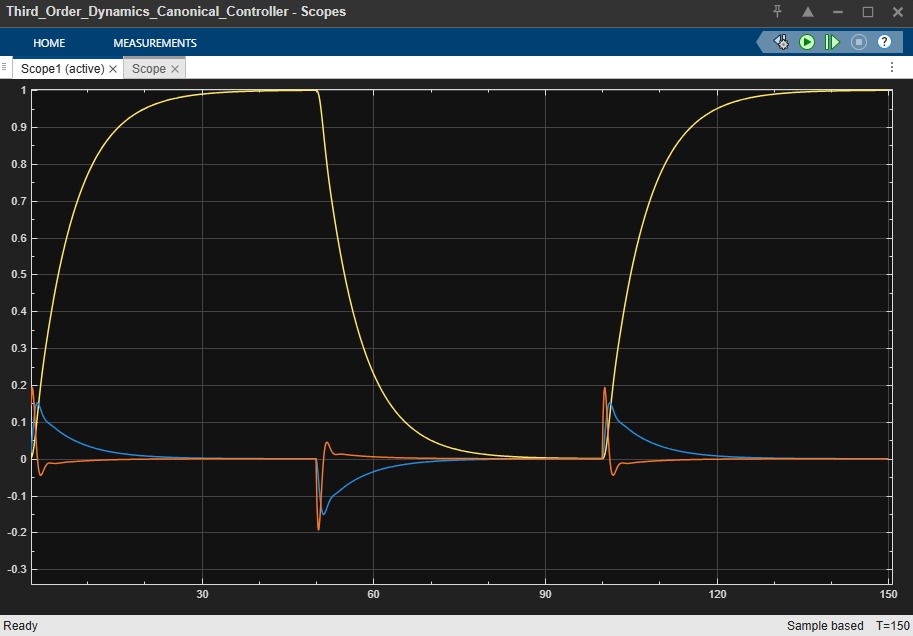 Third_Order_Dynamics_Canonical_Controller - Scopes
HOME MEASUREMENTS ?
Scope1 (active) Scope
1
0.9
0.8
0.7
0.6
0.5
0.4
0.3
0.2
0.1
0
-0.1
-0.2
-0.3
30 60 90 120 150
Ready Sample based T=150